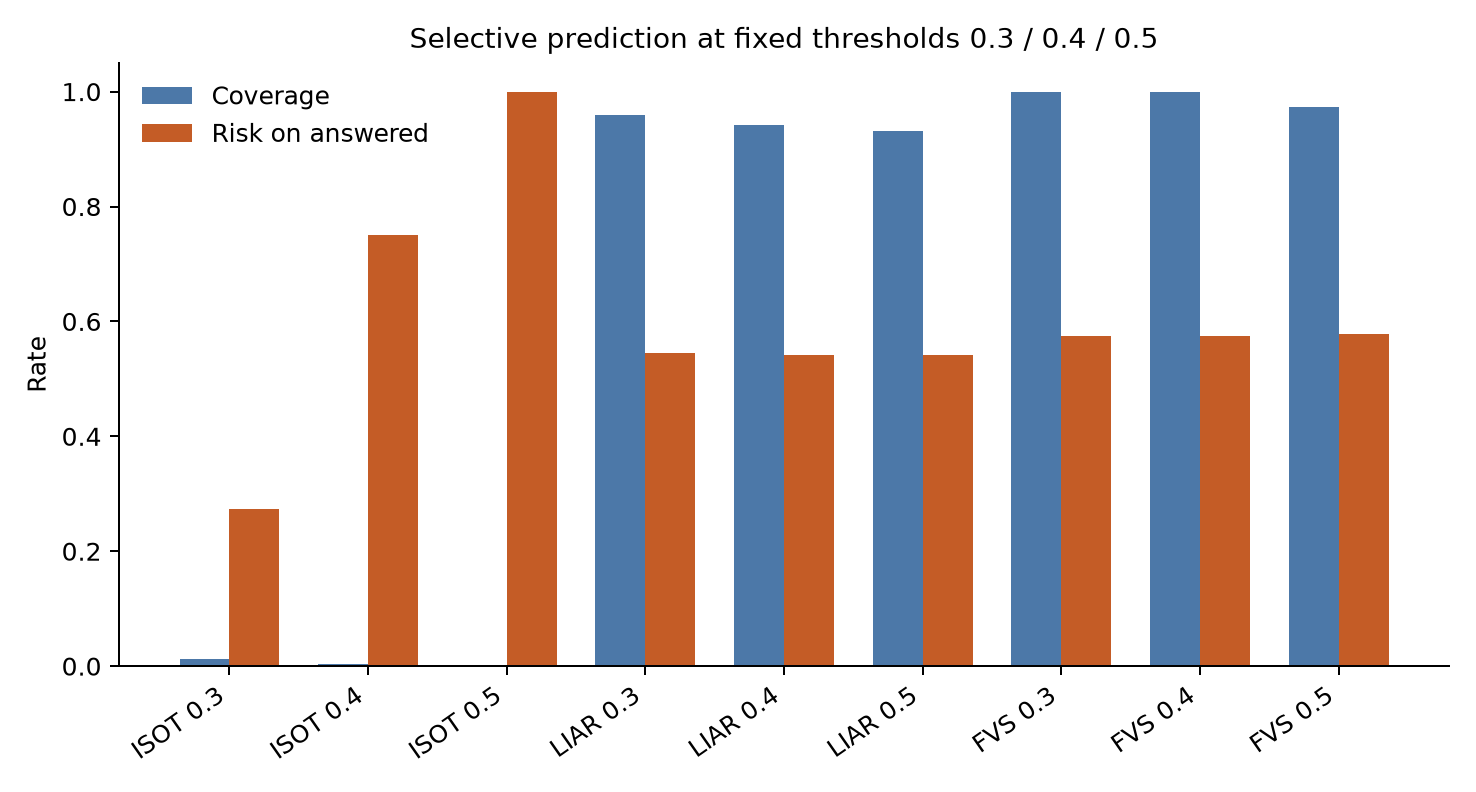 Selective prediction at fixed thresholds 0.3 / 0.4 / 0.5
Coverage
Risk on answered
Rate
1.0
0.8
0.6
0.4
0.2
0.0
ISOT 0.3
ISOT 0.4
ISOT 0.5
LIAR 0.3
LIAR 0.4
LIAR 0.5
FVS 0.3
FVS 0.4
FVS 0.5